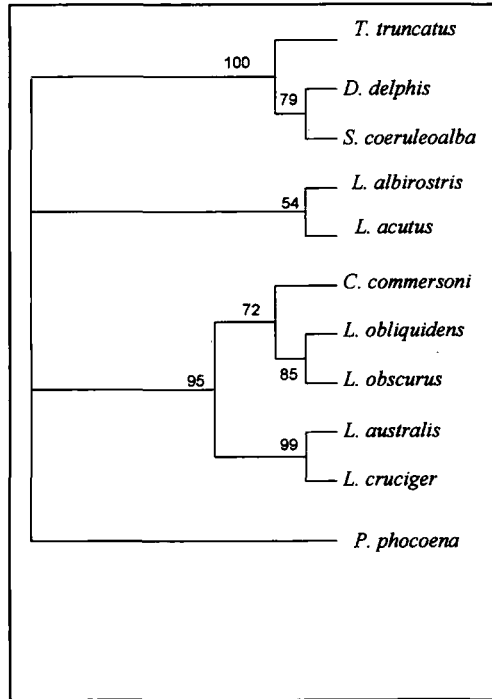 T. truncatus
100
D. delphis
79
S. coeruleoalba
L. albirostris
54
L. acutus
C. commersoni
72
L. obliquidens
85
L. obscurus
95
L. australis
99
L. cruciger
P. phocoena